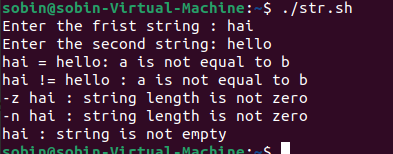 sobin@sobin-Virtual-Machine:~$ ./str.sh
Enter the frist string : hai
Enter the second string: hello
hai = hello: a is not equal to b
hai != hello : a is not equal to b
-z hai : string length is not zero
-n hai : string length is not zero
hai : string is not empty
sobin@sobin-Virtual-Machine:~$